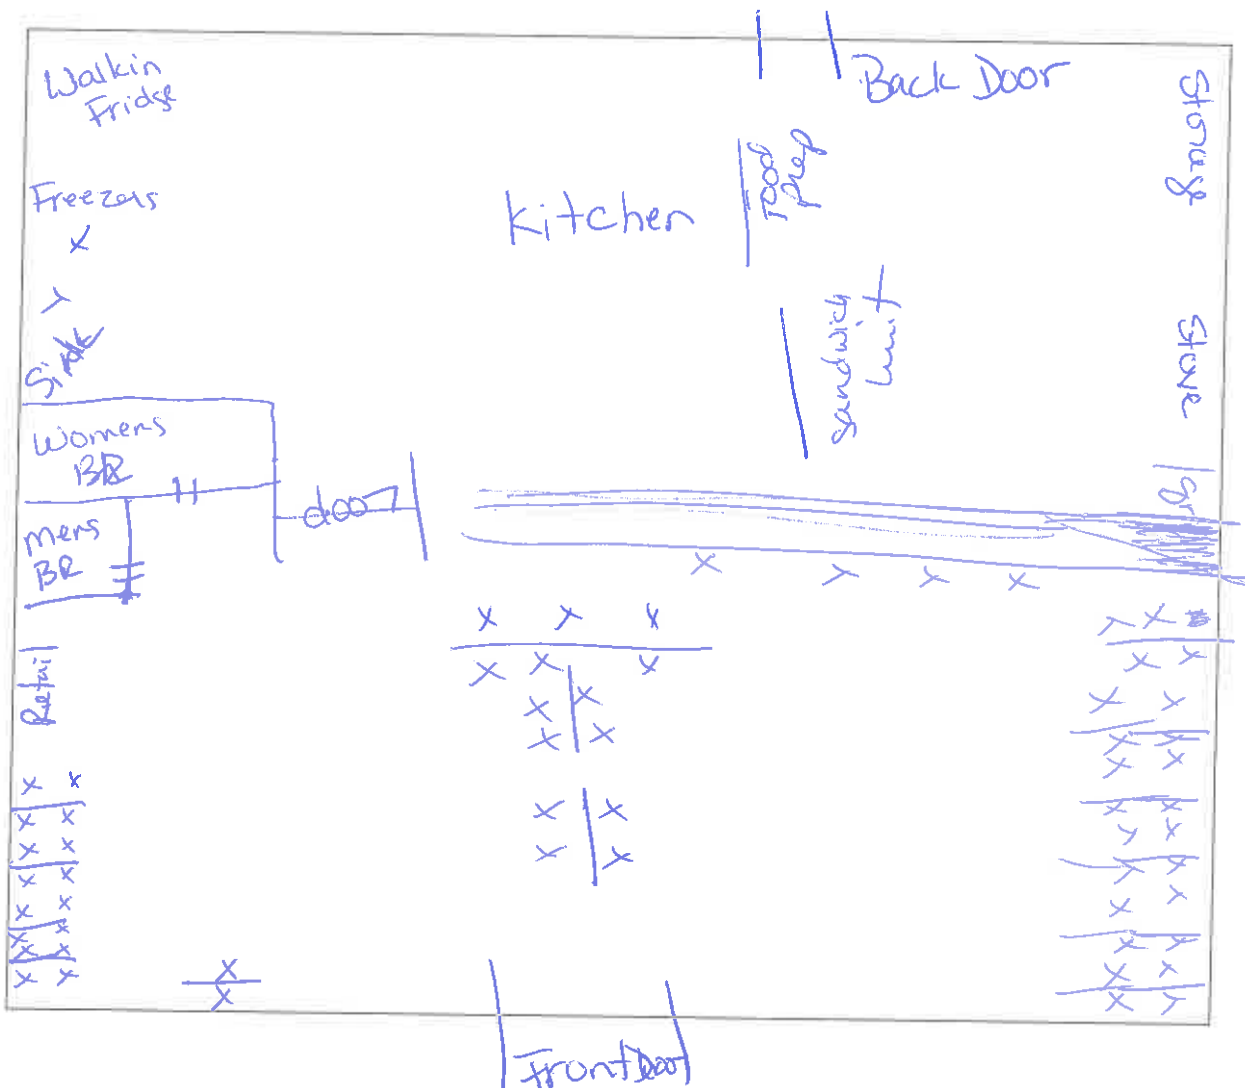 Walkin
Fridge
Back Door
Storage
Food
prep
Freezers
Kitchen
Sandwich
Unit
Stove
Sink
Womens
BR
door
Mens
BR
Retail
Front Door